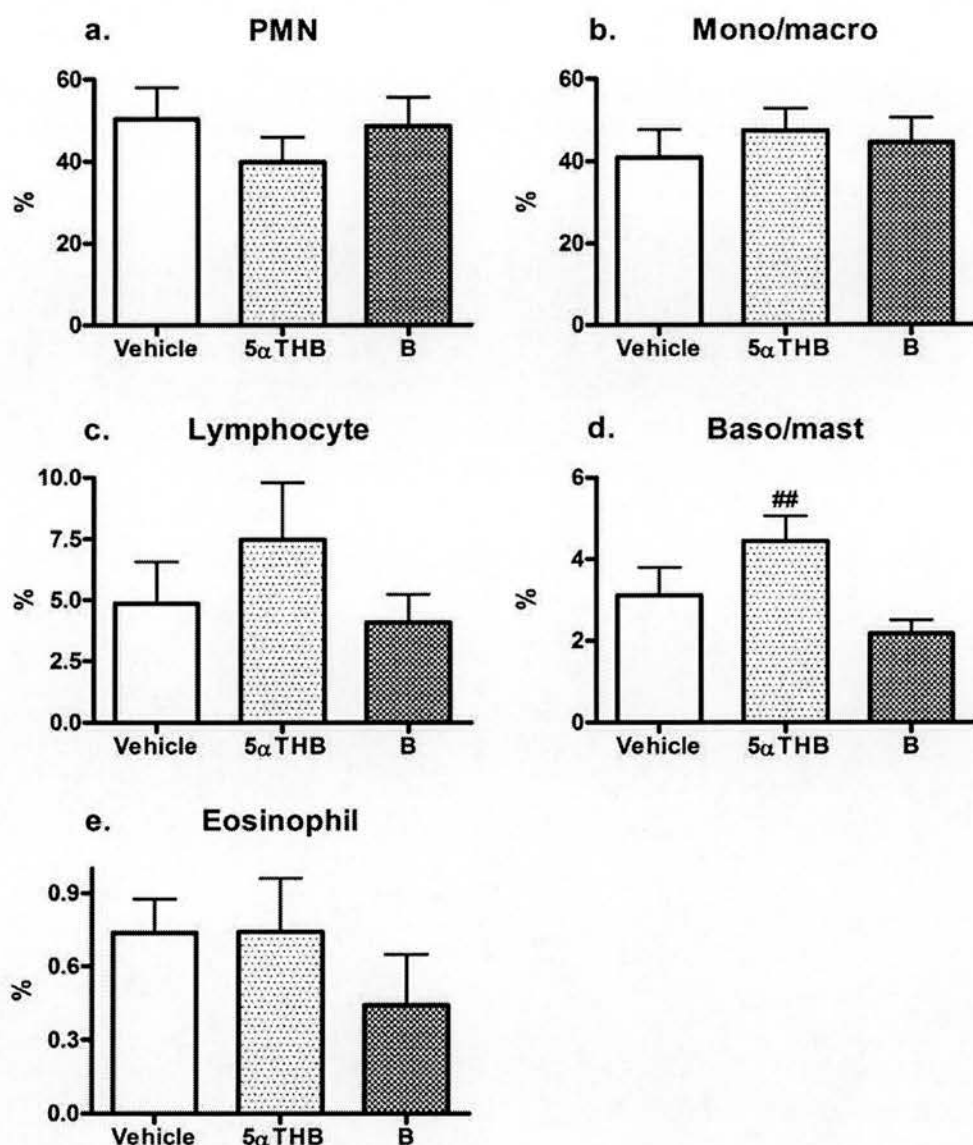 a. PMN
60
40
20
0
%
Vehicle 5αTHB B
b. Mono/macro
60
40
20
0
%
Vehicle 5αTHB B
c. Lymphocyte
10.0
7.5
5.0
2.5
0.0
%
Vehicle 5αTHB B
d. Baso/mast
6
4
2
0
%
##
Vehicle 5αTHB B
e. Eosinophil
0.9
0.6
0.3
0.0
%
Vehicle 5αTHB B